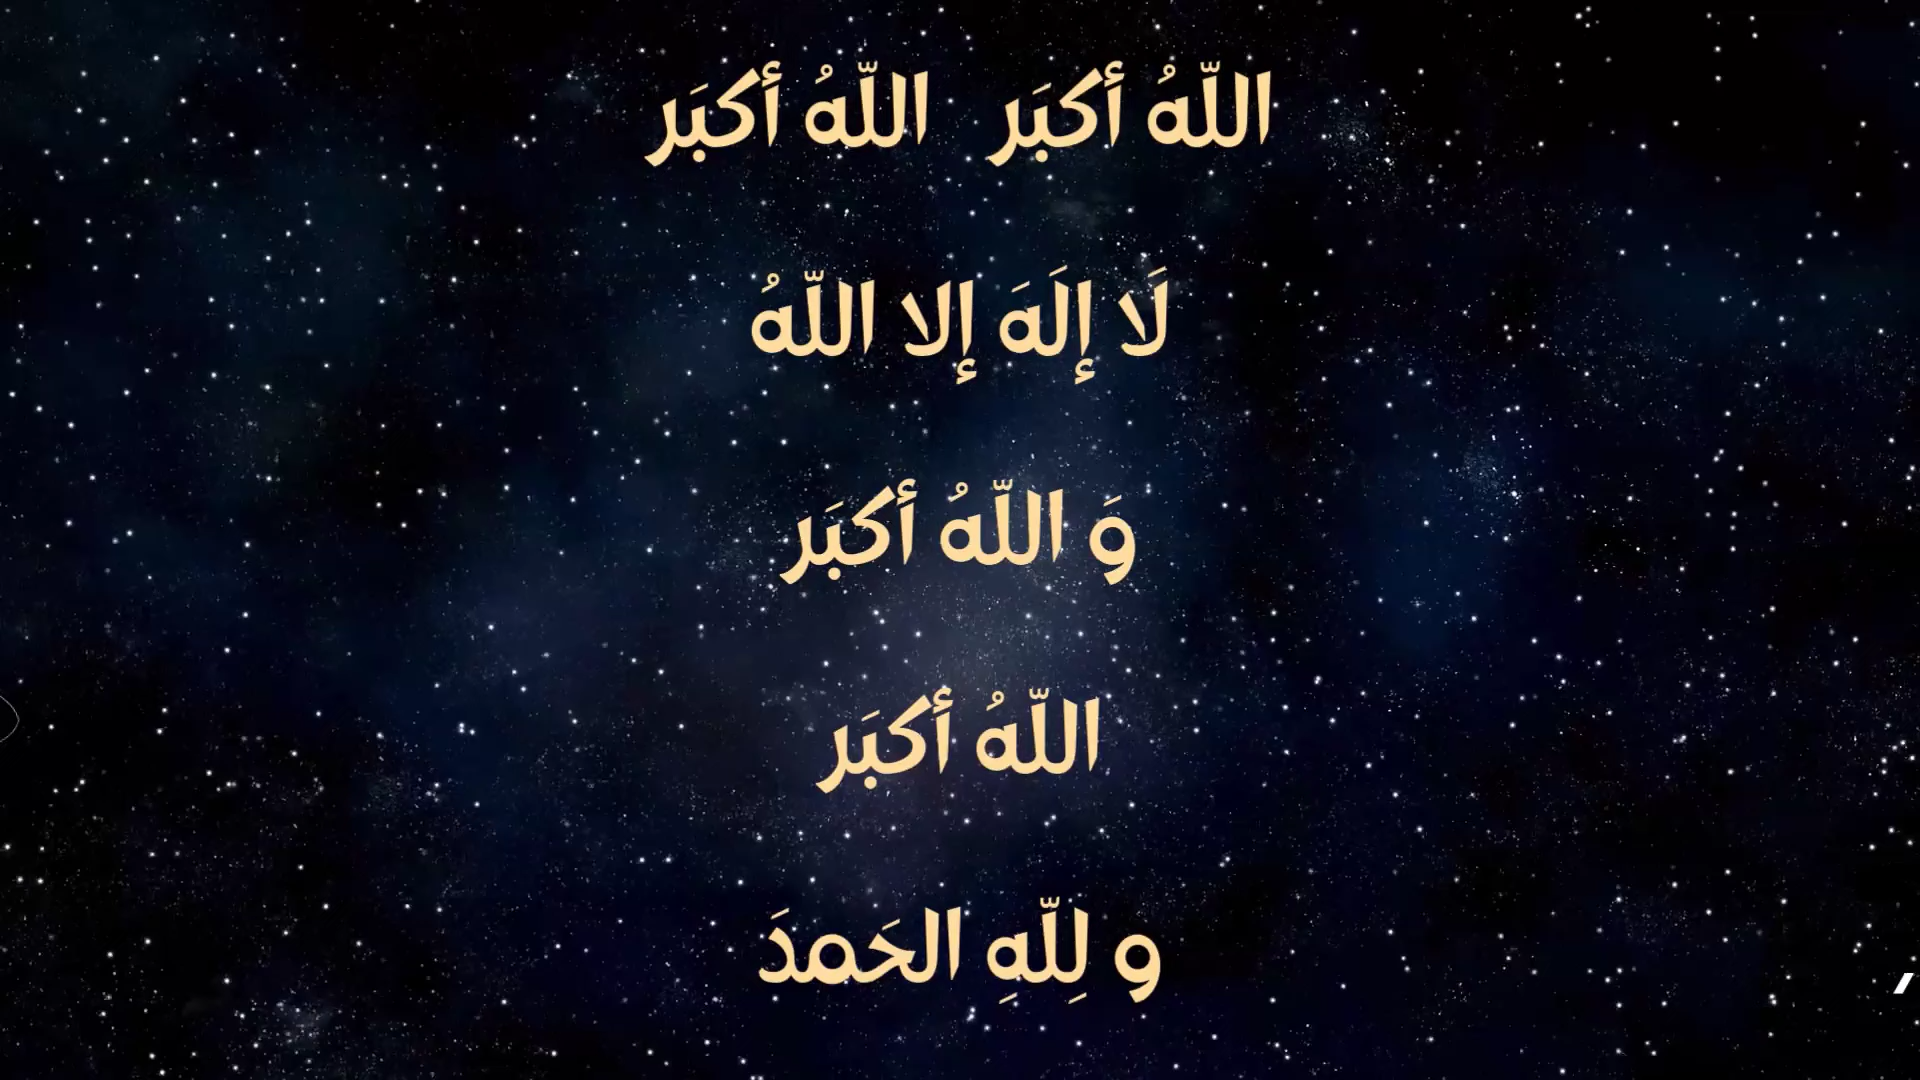 اللّهُ أكبَر اللّهُ أكبَر
لَا إلَهَ إلا اللّهُ
وَ اللّهُ أكبَر
اللّهُ أكبَر
و لِلّهِ الحَمدَ